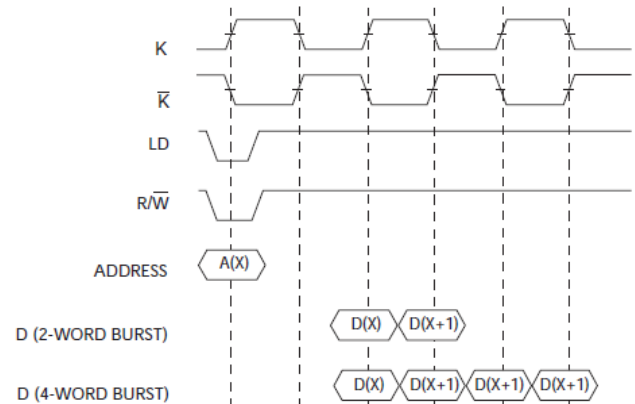 K
K̅
LD
R/W̅
ADDRESS A(X)
D (2-WORD BURST) D(X) D(X+1)
D (4-WORD BURST) D(X) D(X+1) D(X+1) D(X+1)